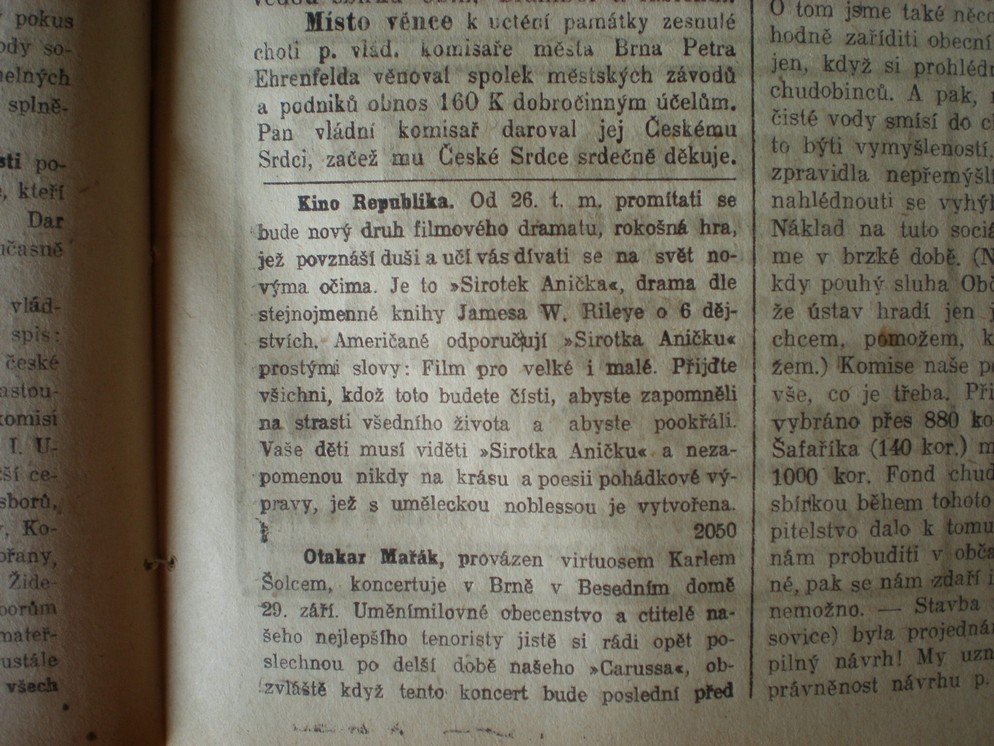 pokus
ody so-
elných
splně-
sti po-
, kteří
Dar
učasně
vlád-
spis:
české
astou-
komisi
I. U-
ší ce-
sborů,
, Ko-
ořany,
Žide-
borům
mateř-
ustále
všech
Místo věnce k uctění památky zesnulé
choti p. vlád. komisaře města Brna Petra
Ehrenfelda věnoval spolek městských závodů
a podniků obnos 160 K dobročinným účelům.
Pan vládní komisař daroval jej Českému
Srdci, začež mu České Srdce srdečně děkuje.
Kino Republika. Od 26. t. m. promítati se
bude nový druh filmového dramatu, rokošná hra,
jež povznáší duši a učí vás dívati se na svět no-
výma očima. Je to »Sirotek Anička«, drama dle
stejnojmenné knihy Jamesa W. Rileye o 6 děj-
stvích. Američané odporučují »Sirotka Aničku«
prostými slovy: Film pro velké i malé. Přijďte
všichni, kdož toto budete čísti, abyste zapomněli
na strasti všedního života a abyste pookřáli.
Vaše děti musí viděti »Sirotka Aničku« a neza-
pomenou nikdy na krásu a poesii pohádkové vý-
pravy, jež s uměleckou noblessou je vytvořena.
2050
Otakar Mařák, provázen virtuosem Karlem
Šolcem, koncertuje v Brně v Besedním domě
29. září. Uměnímilovné obecenstvo a ctitelé na-
šeho nejlepšího tenoristy jistě si rádi opět po-
slechnou po delší době našeho »Carussa«, ob-
zvláště když tento koncert bude poslední před
O tom jsme také něco
hodně zaříditi obecní
jen, když si prohlédn
chudobinců. A pak,
čisté vody smísí do c
to býti vymyšleností,
zpravidla nepřemýšl
nahlédnouti se vyhýb
Náklad na tuto sociá
me v brzké době. (N
kdy pouhý sluha Obč
že ústav hradí jen j
chcem, pomožem, k
žem.) Komise naše p
vše, co je třeba. Při
vybráno přes 880 ko
Šafaříka (140 kor.) m
1000 kor. Fond chud
sbírkou během tohoto
pitelstvo dalo k tomu
nám probuditi v obča
né, pak se nám zdaří i
nemožno. — Stavba
sovice) byla projedná
pilný návrh! My uzn
právněnost návrhu p.